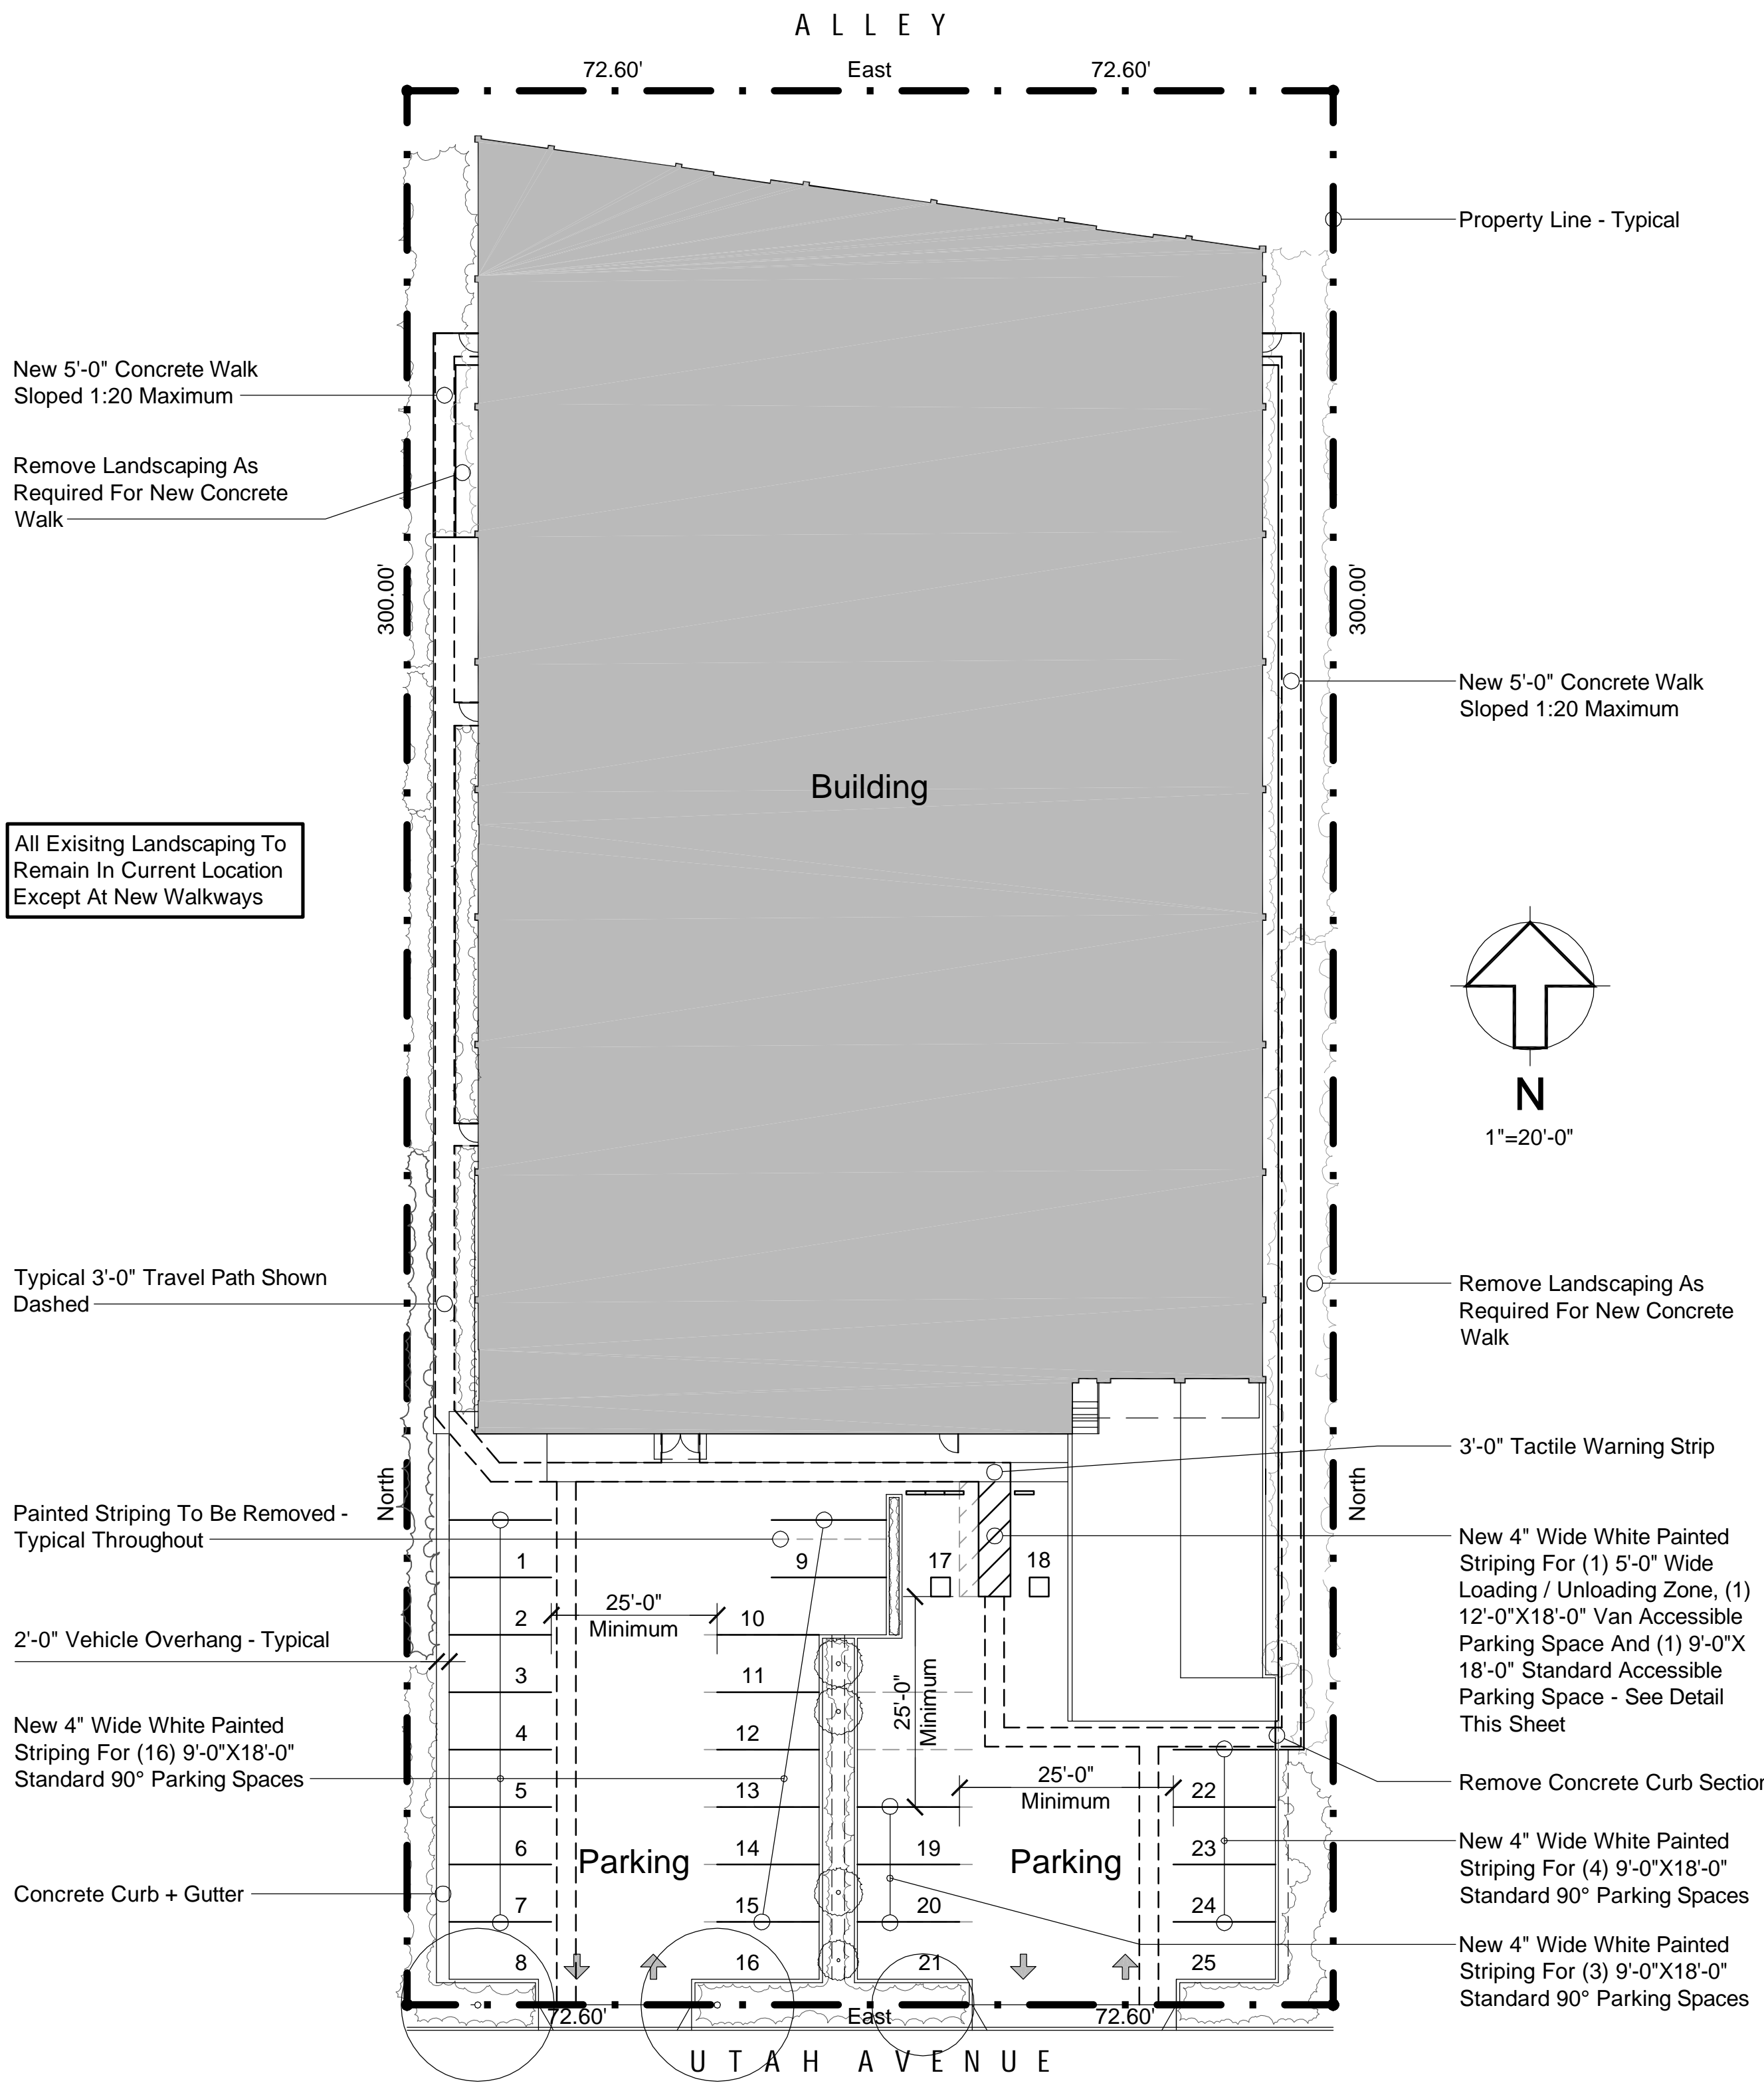 ALLEY
72.60'
East
72.60'
Property Line - Typical
New 5'-0" Concrete Walk
Sloped 1:20 Maximum
Remove Landscaping As
Required For New Concrete
Walk
300.00'
300.00'
New 5'-0" Concrete Walk
Sloped 1:20 Maximum
Building
All Exisitng Landscaping To
Remain In Current Location
Except At New Walkways
N
1"=20'-0"
Typical 3'-0" Travel Path Shown
Dashed
Remove Landscaping As
Required For New Concrete
Walk
3'-0" Tactile Warning Strip
North
North
Painted Striping To Be Removed -
Typical Throughout
New 4" Wide White Painted
Striping For (1) 5'-0" Wide
Loading / Unloading Zone, (1)
12'-0"X18'-0" Van Accessible
Parking Space And (1) 9'-0"X
18'-0" Standard Accessible
Parking Space - See Detail
This Sheet
1
9
17
18
25'-0"
Minimum
2
10
2'-0" Vehicle Overhang - Typical
3
11
25'-0"
Minimum
New 4" Wide White Painted
Striping For (16) 9'-0"X18'-0"
Standard 90° Parking Spaces
4
12
25'-0"
Minimum
Remove Concrete Curb Section
5
13
22
6
Parking
14
19
Parking
23
New 4" Wide White Painted
Striping For (4) 9'-0"X18'-0"
Standard 90° Parking Spaces
Concrete Curb + Gutter
7
15
20
24
New 4" Wide White Painted
Striping For (3) 9'-0"X18'-0"
Standard 90° Parking Spaces
8
16
21
25
72.60'
East
72.60'
UTAH AVENUE